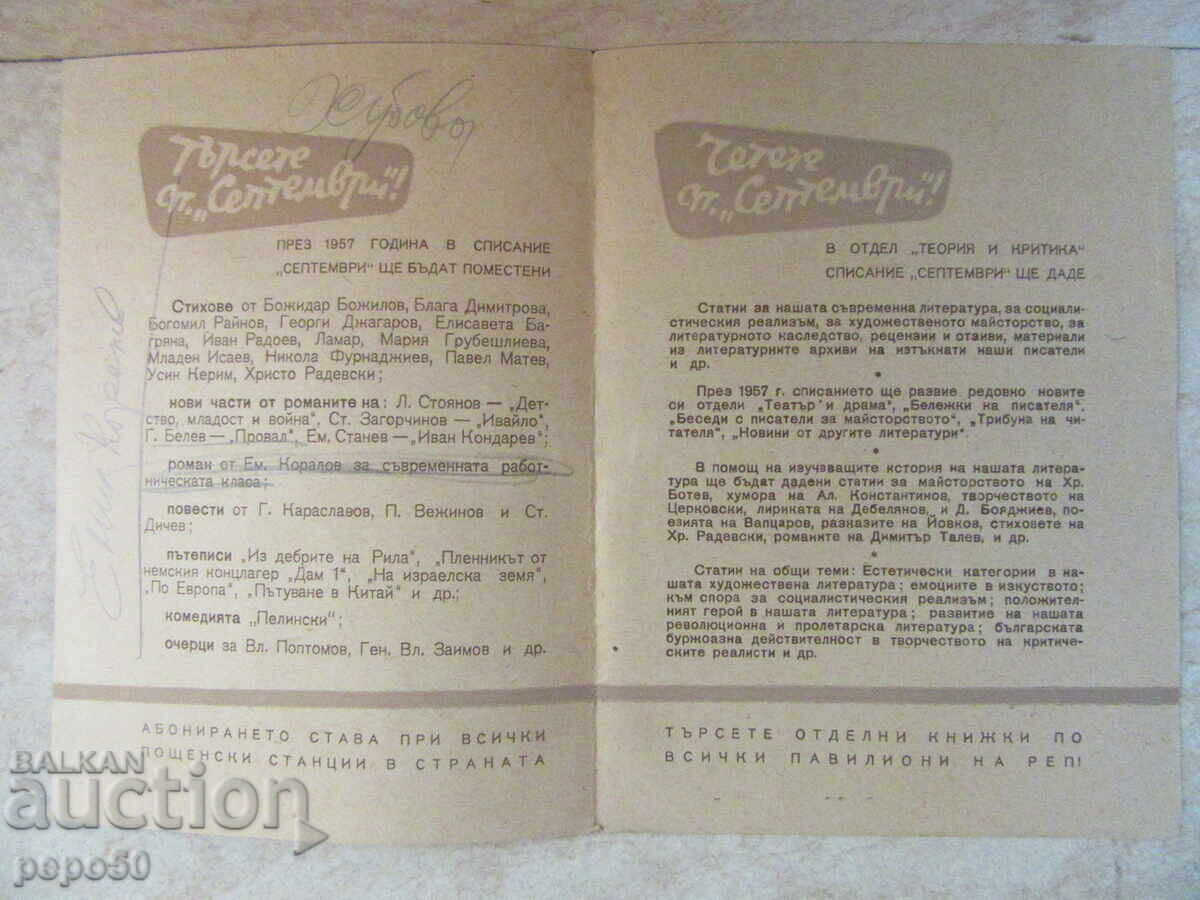 Търсете
сп. „Септември“!
ПРЕЗ 1957 ГОДИНА В СПИСАНИЕ
„СЕПТЕМВРИ“ ЩЕ БЪДАТ ПОМЕСТЕНИ
Стихове от Божидар Божилов, Блага Димитрова,
Богомил Райнов, Георги Джагаров, Елисавета Ба-
гряна, Иван Радоев, Ламар, Мария Грубешлиева,
Младен Исаев, Никола Фурнаджиев, Павел Матев,
Усин Керим, Христо Радевски;
нови части от романите на: Л. Стоянов — „Дет-
ство, младост и война“, Ст. Загорчинов — „Ивайло“,
Г. Белев — „Провал“, Ем. Станев — „Иван Кондарев“;
роман от Ем. Коралов за съвременната работ-
ническата класа;
повести от Г. Караславов, П. Вежинов и Ст.
Дичев;
пътеписи „Из дебрите на Рила“, „Пленникът от
немския концлагер „Дам 1“, „На израелска земя“,
„По Европа“, „Пътуване в Китай“ и др.;
комедията „Пелински“;
очерци за Вл. Поптомов, Ген. Вл. Заимов и др.
АБОНИРАНЕТО СТАВА ПРИ ВСИЧКИ
ПОЩЕНСКИ СТАНЦИИ В СТРАНАТА
Четете
сп. „Септември“!
В ОТДЕЛ „ТЕОРИЯ И КРИТИКА“
СПИСАНИЕ „СЕПТЕМВРИ“ ЩЕ ДАДЕ
Статии за нашата съвременна литература, за социали-
стическия реализъм, за художественото майсторство, за
литературното наследство, рецензии и отзиви, материали
из литературните архиви на изтъкнати наши писатели
и др.
През 1957 г. списанието ще развие редовно новите
си отдели „Театър и драма“, „Бележки на писателя“,
„Беседи с писатели за майсторството“, „Трибуна на чи-
тателя“, „Новини от другите литератури“.
В помощ на изучаващите история на нашата литера-
тура ще бъдат дадени статии за майсторството на Хр.
Ботев, хумора на Ал. Константинов, творчеството на
Церковски, лириката на Дебелянов, и Д. Бояджиев, по-
езията на Вапцаров, разказите на Йовков, стиховете на
Хр. Радевски, романите на Димитър Талев, и др.
Статии на общи теми: Естетически категории в на-
шата художествена литература; емоциите в изкуството;
към спора за социалистическия реализъм; положител-
ният герой в нашата литература; развитие на нашата
революционна и пролетарска литература; българската
буржоазна действителност в творчеството на критиче-
ските реалисти и др.
ТЪРСЕТЕ ОТДЕЛНИ КНИЖКИ ПО
ВСИЧКИ ПАВИЛИОНИ НА РЕП!
BALKAN
auction
pepo50